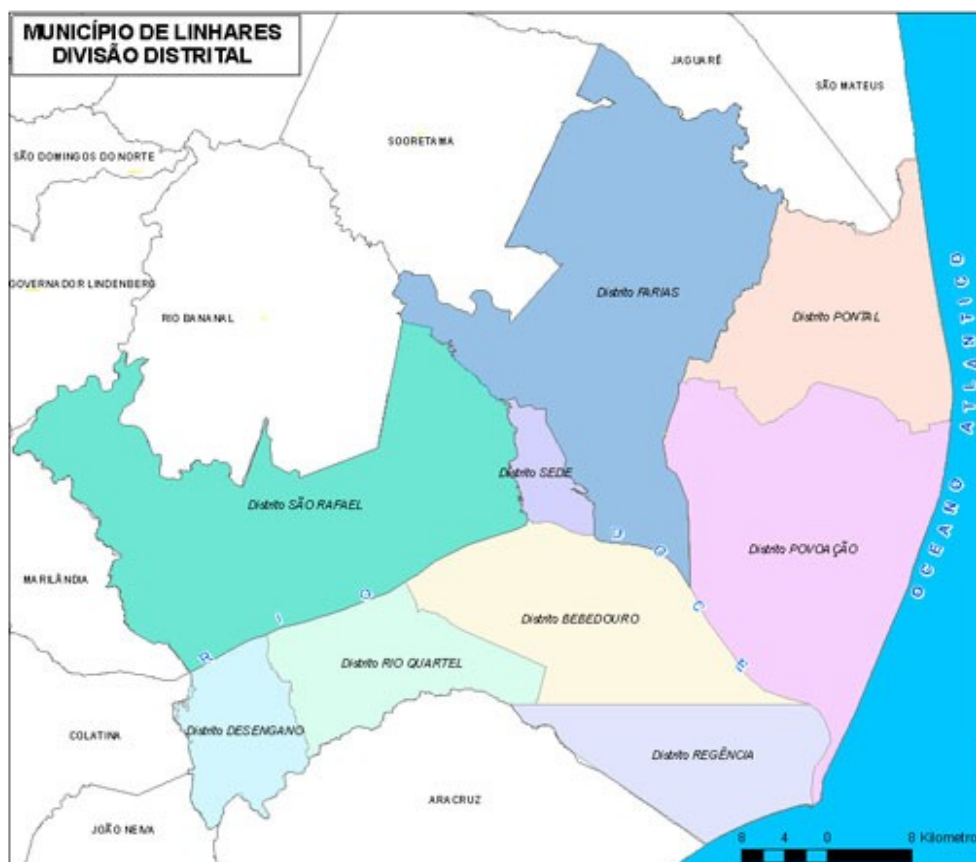 MUNICÍPIO DE LINHARES
DIVISÃO DISTRITAL
JAGUARÉ
SÃO MATEUS
SOORETAMA
SÃO DOMINGOS DO NORTE
GOVERNADOR LINDENBERG
RIO BANANAL
Distrito FARIAS
Distrito PONTAL
OCEANO ATLANTICO
Distrito SEDE
Distrito SÃO RAFAEL
Distrito POVOAÇÃO
MARILÂNDIA
RIO DOCE
Distrito BEBEDOURO
Distrito RIO QUARTEL
Distrito DESENGANO
COLATINA
Distrito REGÊNCIA
ARACRUZ
JOÃO NEIVA
8 4 0 8 Kilometro